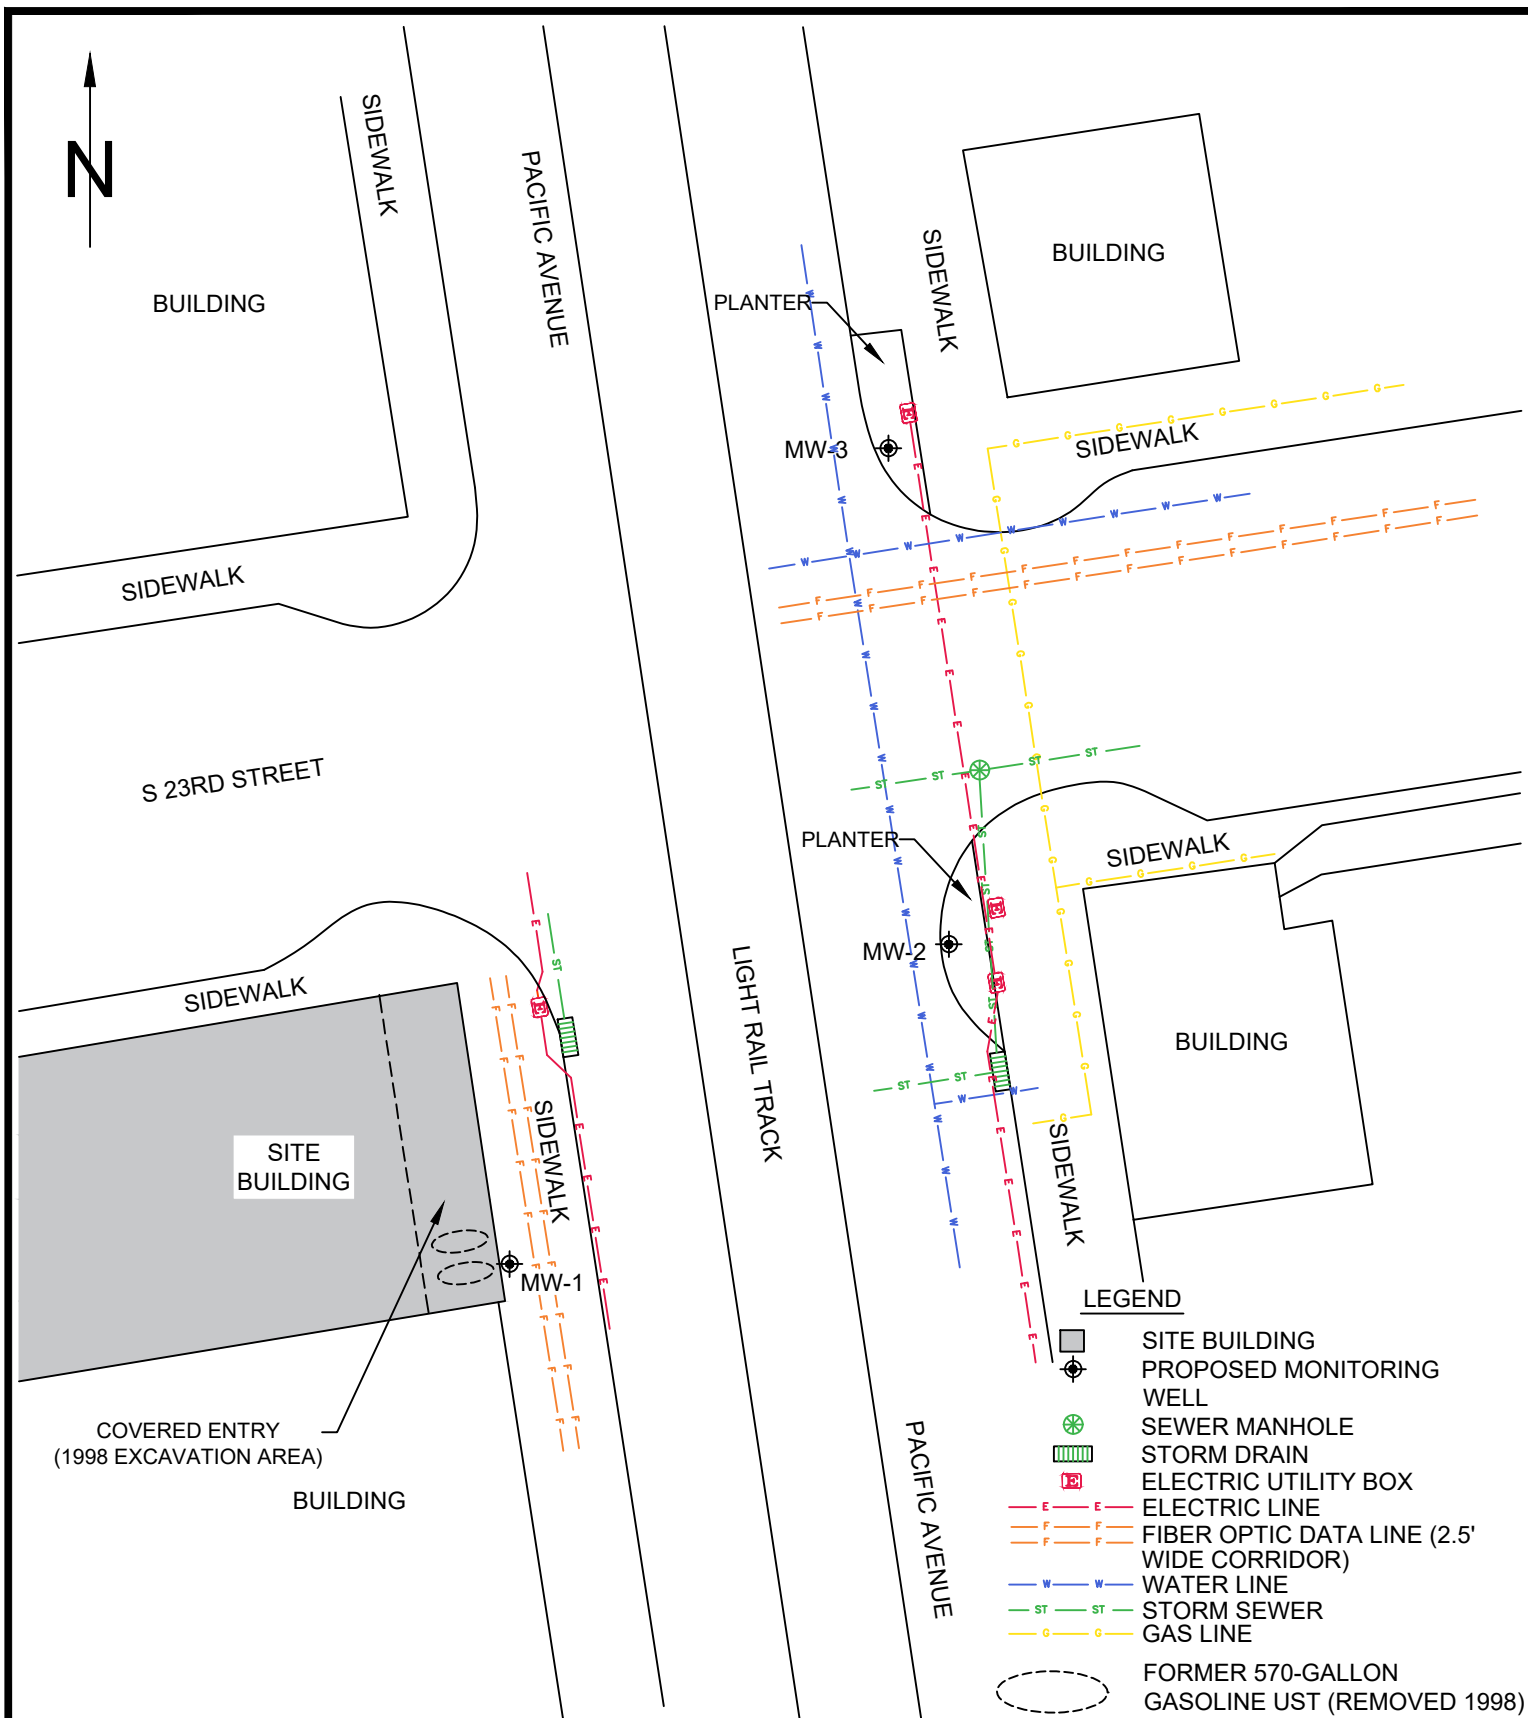 N
SIDEWALK
PACIFIC AVENUE
BUILDING
SIDEWALK
BUILDING
PLANTER
MW-3
SIDEWALK
SIDEWALK
S 23RD STREET
PLANTER
SIDEWALK
MW-2
LIGHT RAIL TRACK
SIDEWALK
BUILDING
SITE
BUILDING
SIDEWALK
SIDEWALK
MW-1
COVERED ENTRY
(1998 EXCAVATION AREA)
BUILDING
PACIFIC AVENUE
LEGEND
SITE BUILDING
PROPOSED MONITORING
WELL
SEWER MANHOLE
STORM DRAIN
E ELECTRIC UTILITY BOX
E E ELECTRIC LINE
F F FIBER OPTIC DATA LINE (2.5'
F F WIDE CORRIDOR)
W W WATER LINE
ST ST STORM SEWER
G G GAS LINE
FORMER 570-GALLON
GASOLINE UST (REMOVED 1998)